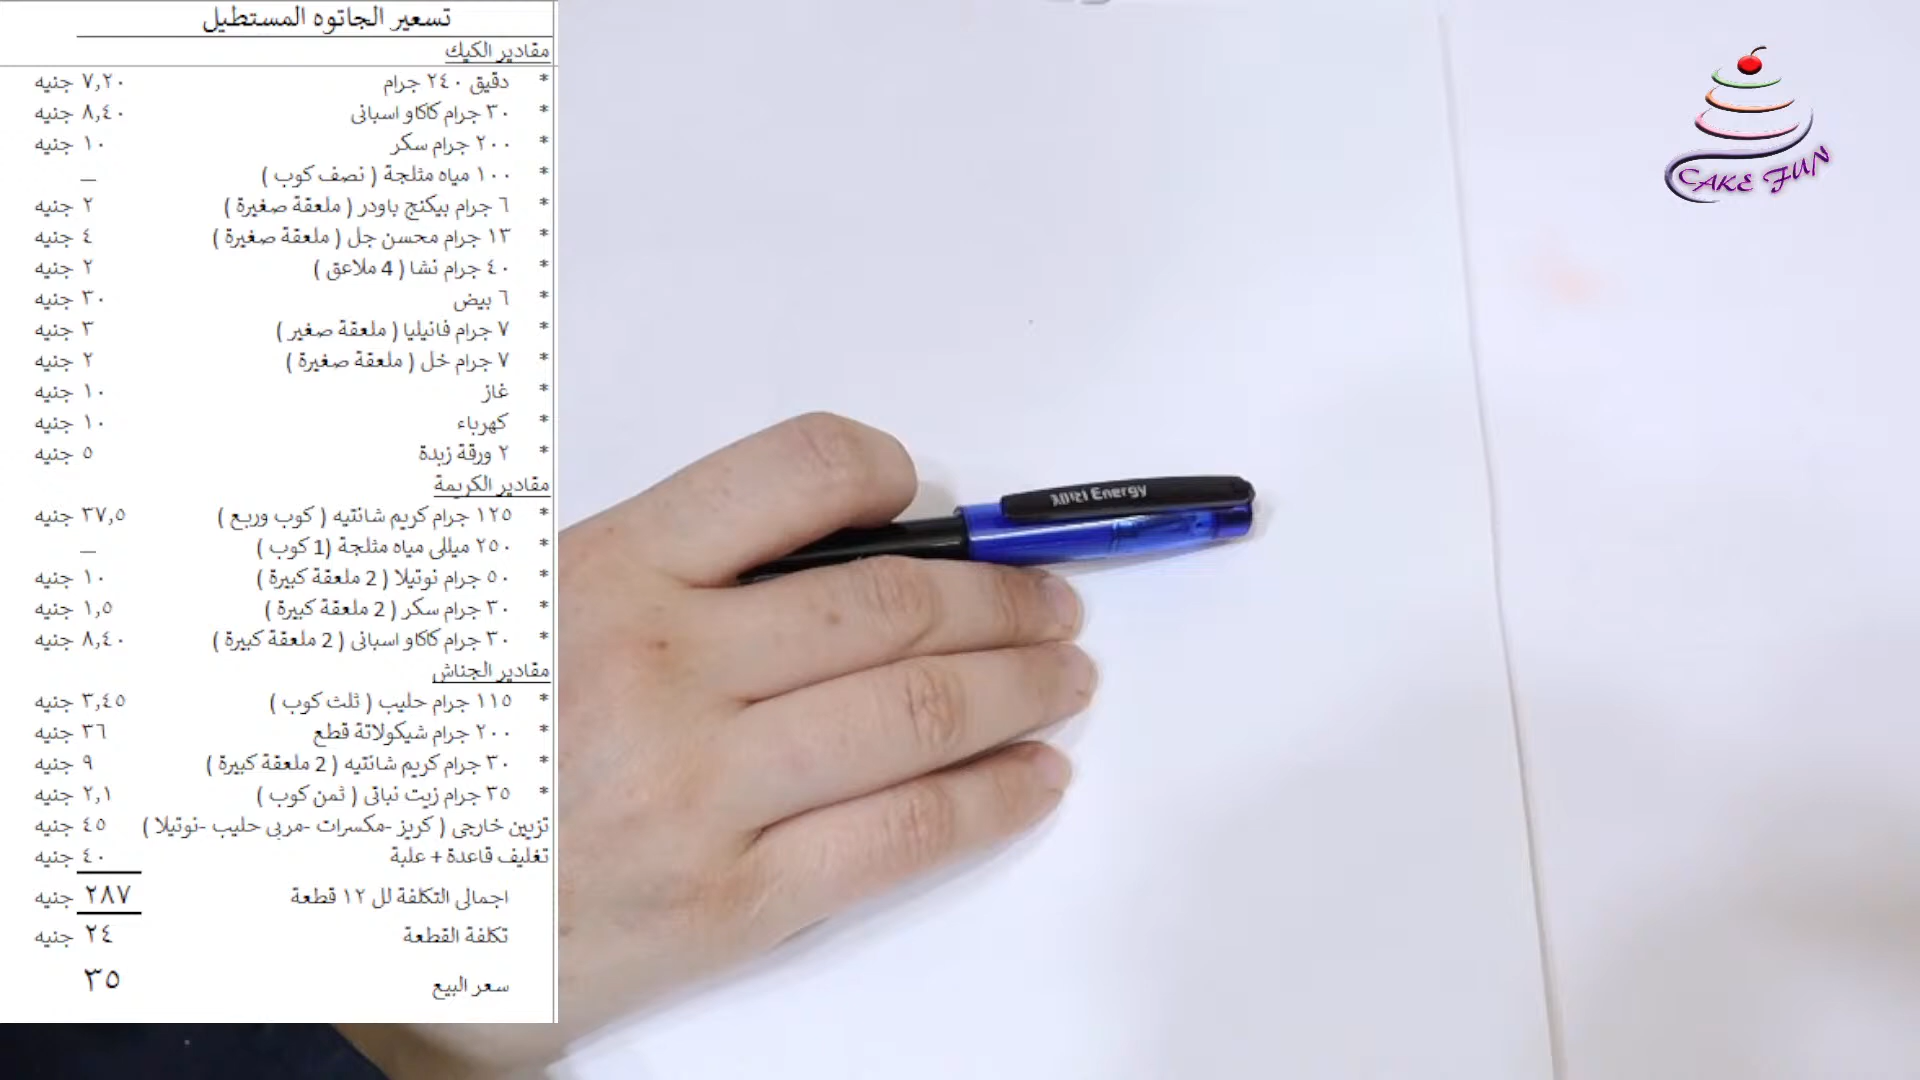 تسعير الجاتوه المستطيل
مقادير الكيك
* دقيق ٢٤٠ جرام ٧,٢٠ جنيه
* ٣٠ جرام كاكاو اسبانى ٨,٤٠ جنيه
* ٢٠٠ جرام سكر ١٠ جنيه
* ١٠٠ مياه مثلجة ( نصف كوب ) —
* ٦ جرام بيكنج باودر ( ملعقة صغيرة ) ٢ جنيه
* ١٣ جرام محسن جل ( ملعقة صغيرة ) ٤ جنيه
* ٤٠ جرام نشا ( 4 ملاعق ) ٢ جنيه
* ٦ بيض ٣٠ جنيه
* ٧ جرام فانيليا ( ملعقة صغير ) ٣ جنيه
* ٧ جرام خل ( ملعقة صغيرة ) ٢ جنيه
* غاز ١٠ جنيه
* كهرباء ١٠ جنيه
* ٢ ورقة زبدة ٥ جنيه
مقادير الكريمة
* ١٢٥ جرام كريم شانتيه ( كوب وربع ) ٣٧,٥ جنيه
* ٢٥٠ ميللى مياه مثلجة (1 كوب ) —
* ٥٠ جرام نوتيلا ( 2 ملعقة كبيرة ) ١٠ جنيه
* ٣٠ جرام سكر ( 2 ملعقة كبيرة ) ١,٥ جنيه
* ٣٠ جرام كاكاو اسبانى ( 2 ملعقة كبيرة ) ٨,٤٠ جنيه
مقادير الجناش
* ١١٥ جرام حليب ( ثلث كوب ) ٣,٤٥ جنيه
* ٢٠٠ جرام شيكولاتة قطع ٣٦ جنيه
* ٣٠ جرام كريم شانتيه ( 2 ملعقة كبيرة ) ٩ جنيه
* ٣٥ جرام زيت نباتى ( ثمن كوب ) ٢,١ جنيه
تزيين خارجى ( كريز -مكسرات -مربى حليب -نوتيلا ) ٤٥ جنيه
تغليف قاعدة + علبة ٤٠ جنيه
اجمالى التكلفة لل ١٢ قطعة ٢٨٧ جنيه
تكلفة القطعة ٢٤ جنيه
سعر البيع ٣٥
CAKE FUN
Energy